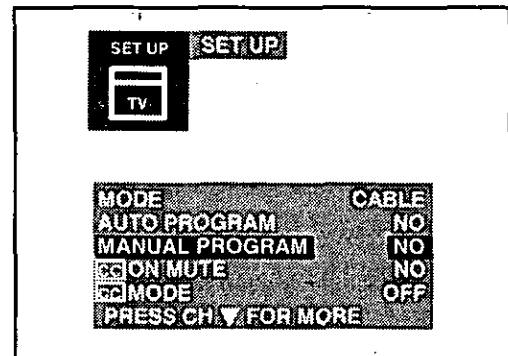 SET UP SET UP
TV
MODE CABLE
AUTO PROGRAM NO
MANUAL PROGRAM NO
CC ON MUTE NO
CC MODE OFF
PRESS CH ▼ FOR MORE